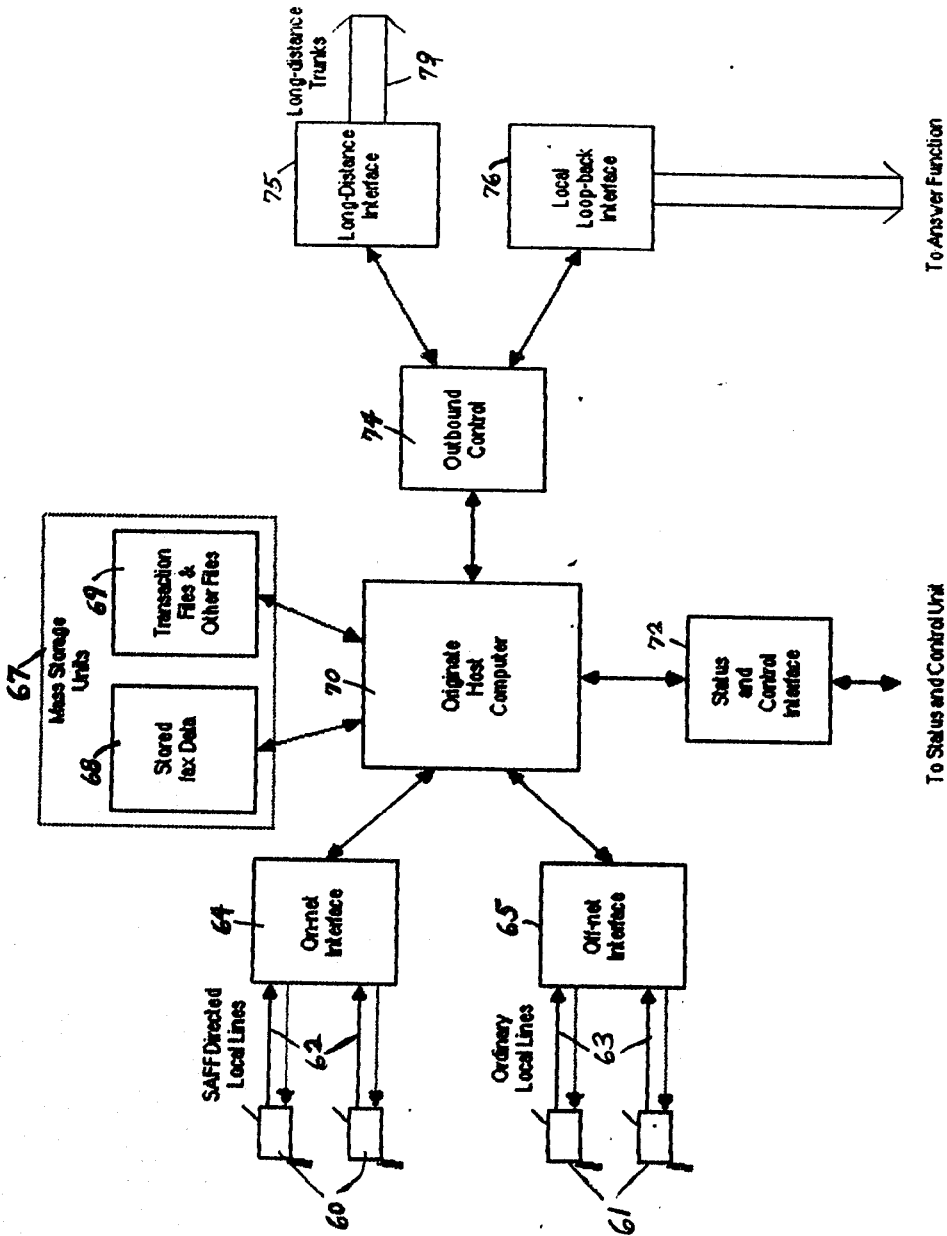 67
Mass Storage
Units
68
Stored
fax Data
69
Transaction
Files &
Other Files
SAFF Directed
Local Lines
60
62
64
On-net
Interface
Ordinary
Local Lines
61
63
65
Off-net
Interface
70
Originate
Host
Computer
72
Status
and
Control
Interface
To Status and Control Unit
74
Outbound
Control
75
Long-Distance
Interface
Long-distance
Trunks
79
76
Local
Loop-back
Interface
To Answer Function